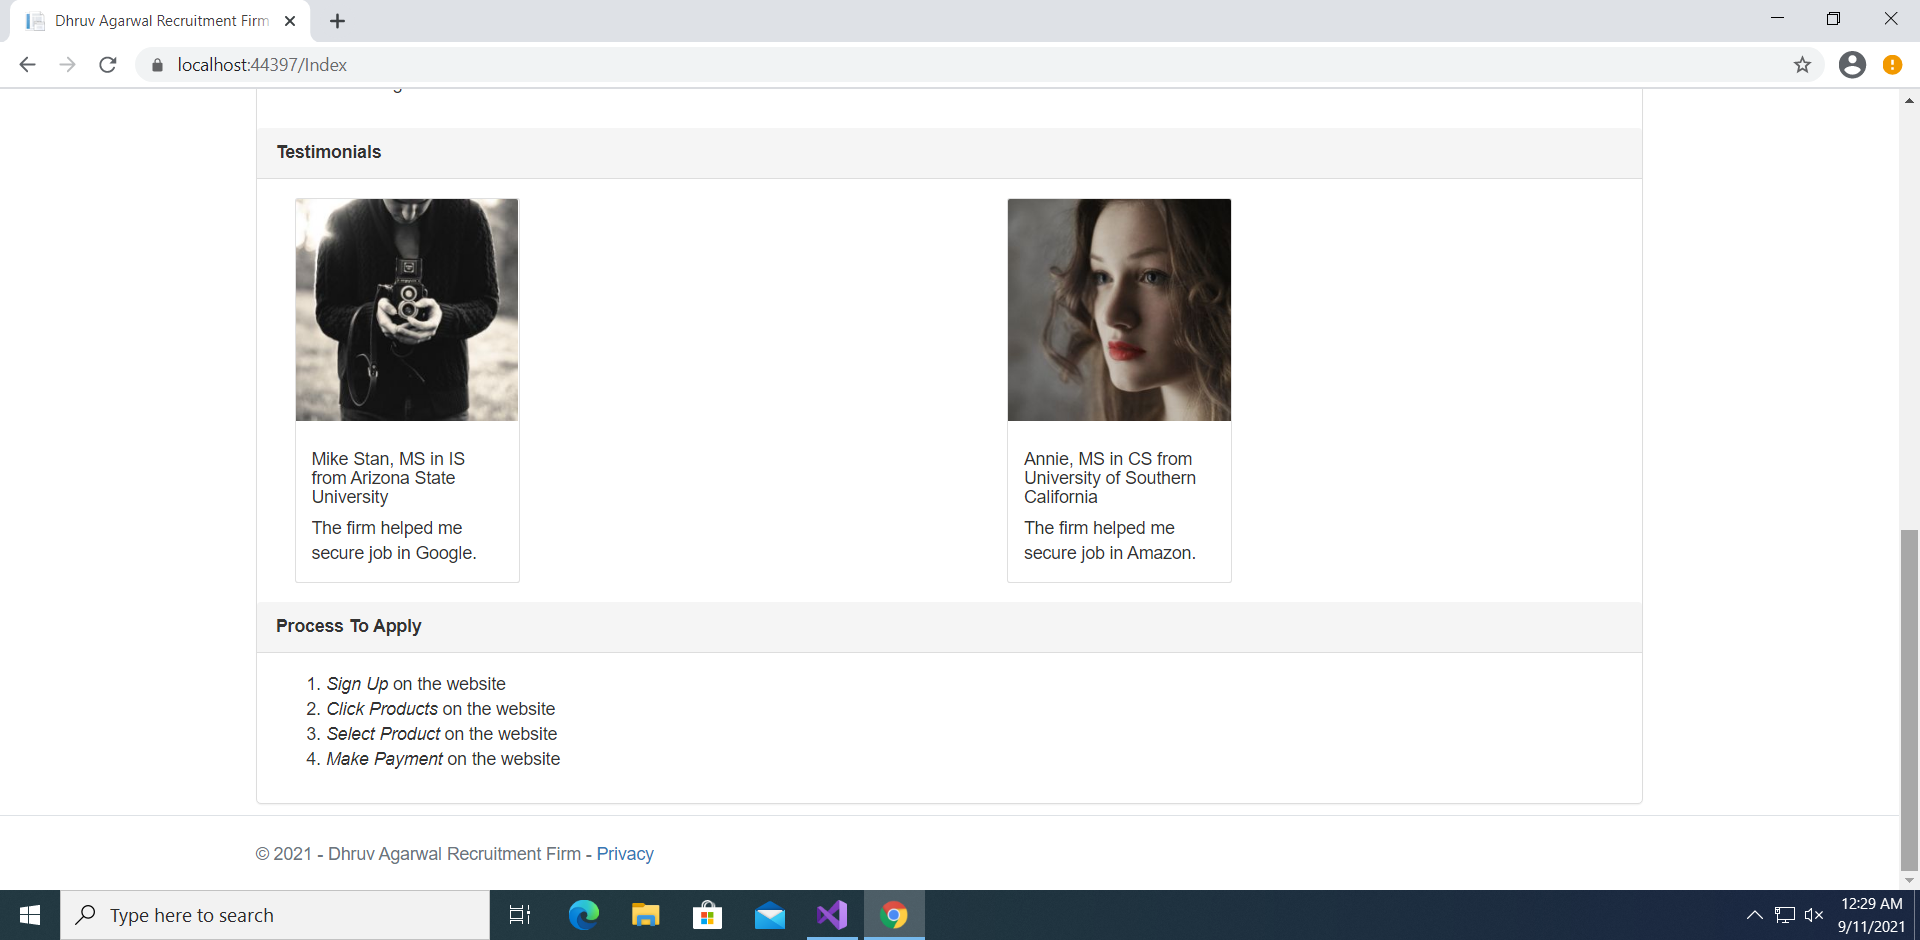 Dhruv Agarwal Recruitment Firm
localhost:44397/Index
Testimonials
Mike Stan, MS in IS
from Arizona State
University
The firm helped me
secure job in Google.
Annie, MS in CS from
University of Southern
California
The firm helped me
secure job in Amazon.
Process To Apply
1. Sign Up on the website
2. Click Products on the website
3. Select Product on the website
4. Make Payment on the website
© 2021 - Dhruv Agarwal Recruitment Firm - Privacy
Type here to search
12:29 AM
9/11/2021